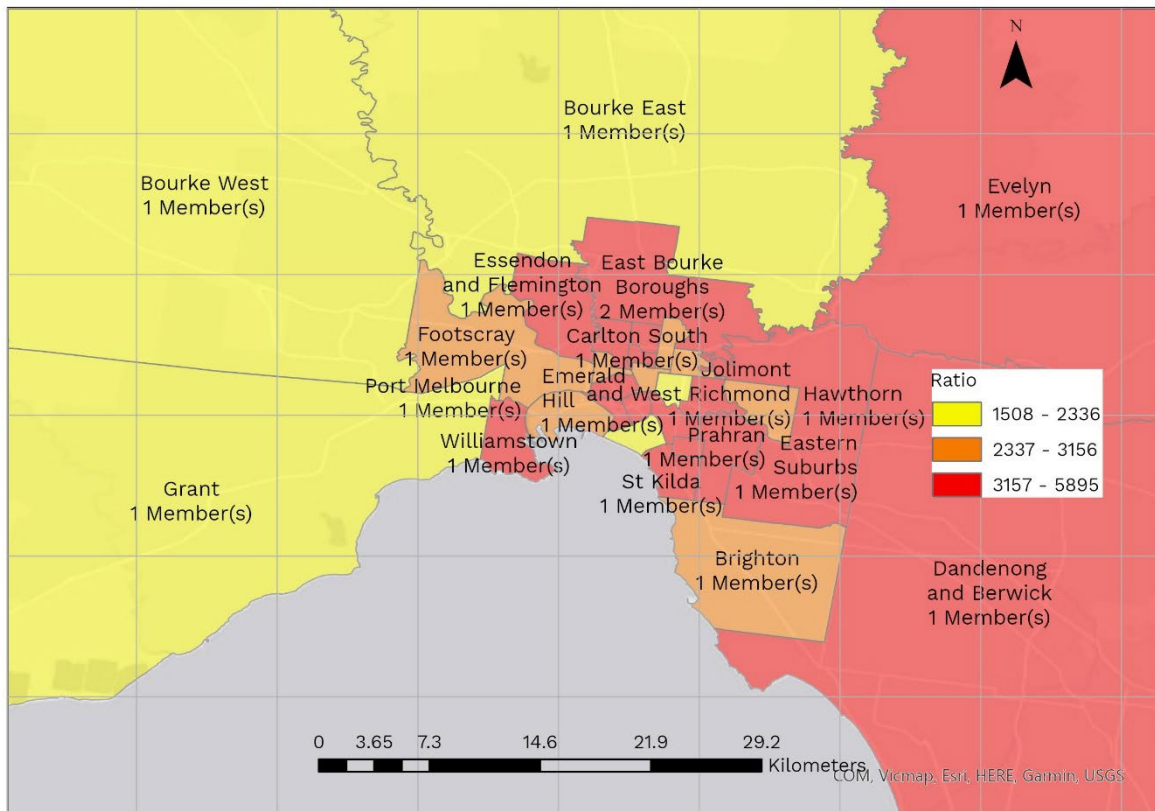 N
Bourke East
1 Member(s)
Bourke West
1 Member(s)
Evelyn
1 Member(s)
Essendon
and Flemington
1 Member(s)
East Bourke
Boroughs
2 Member(s)
Footscray
1 Member(s)
Carlton South
1 Member(s)
Jolimont
and West Richmond
1 Member(s)
Port Melbourne
1 Member(s)
Emerald
Hill
1 Member(s)
Hawthorn
1 Member(s)
Williamstown
1 Member(s)
Prahran
1 Member(s)
Eastern
Suburbs
1 Member(s)
St Kilda
1 Member(s)
Grant
1 Member(s)
Brighton
1 Member(s)
Dandenong
and Berwick
1 Member(s)
Ratio
1508 - 2336
2337 - 3156
3157 - 5895
0 3.65 7.3 14.6 21.9 29.2
Kilometers
COM, Vicmap, Esri, HERE, Garmin, USGS